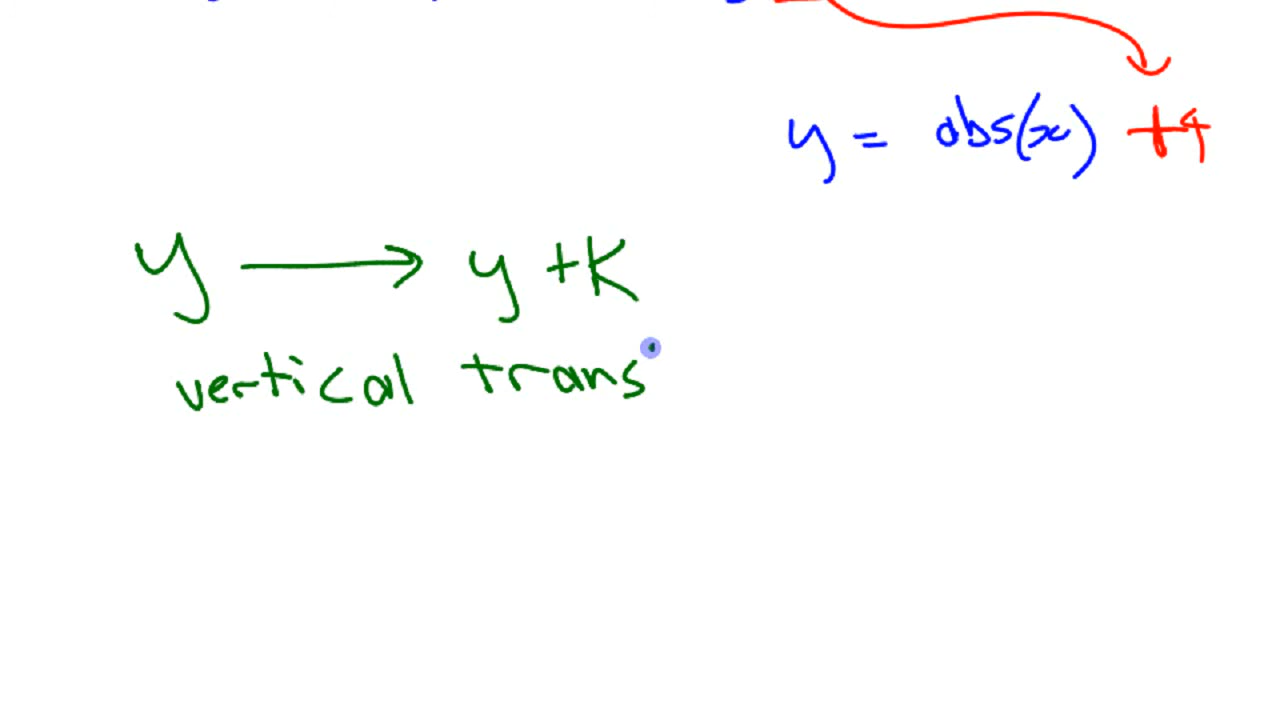 y = abs(x) +4
y → y + K
vertical trans